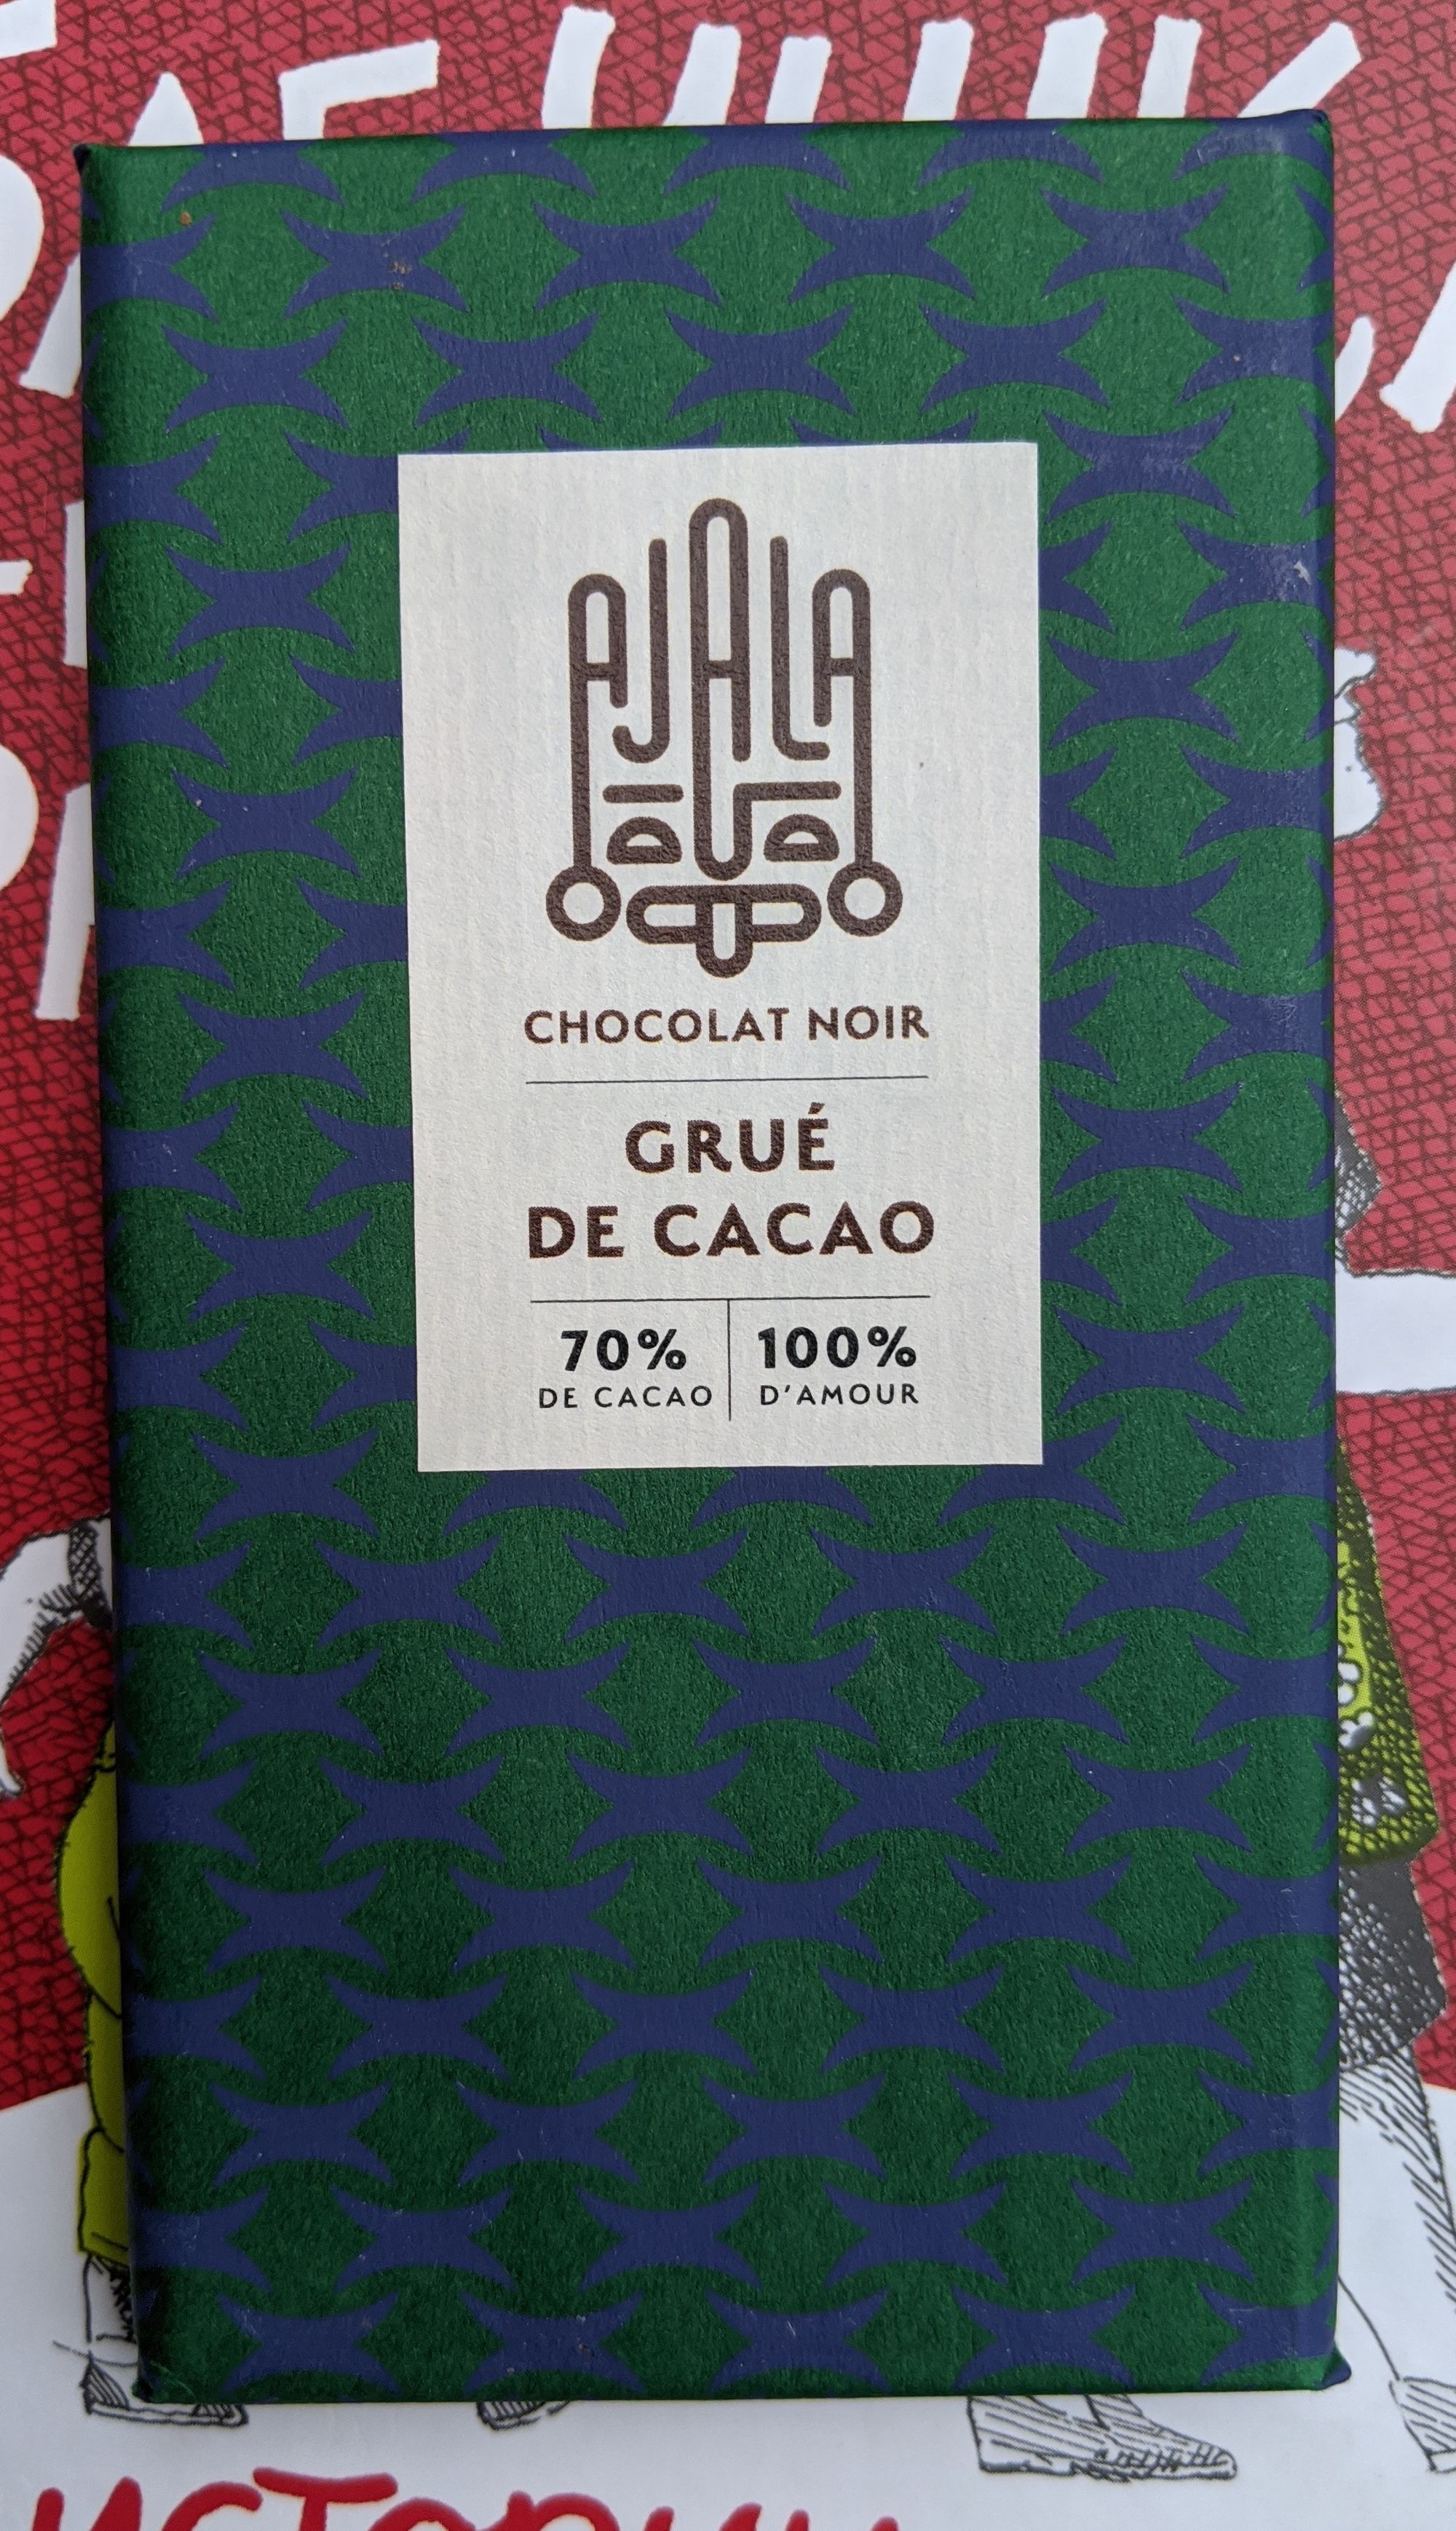 AJALA
CHOCOLAT NOIR
GRUÉ
DE CACAO
70%
DE CACAO
100%
D'AMOUR